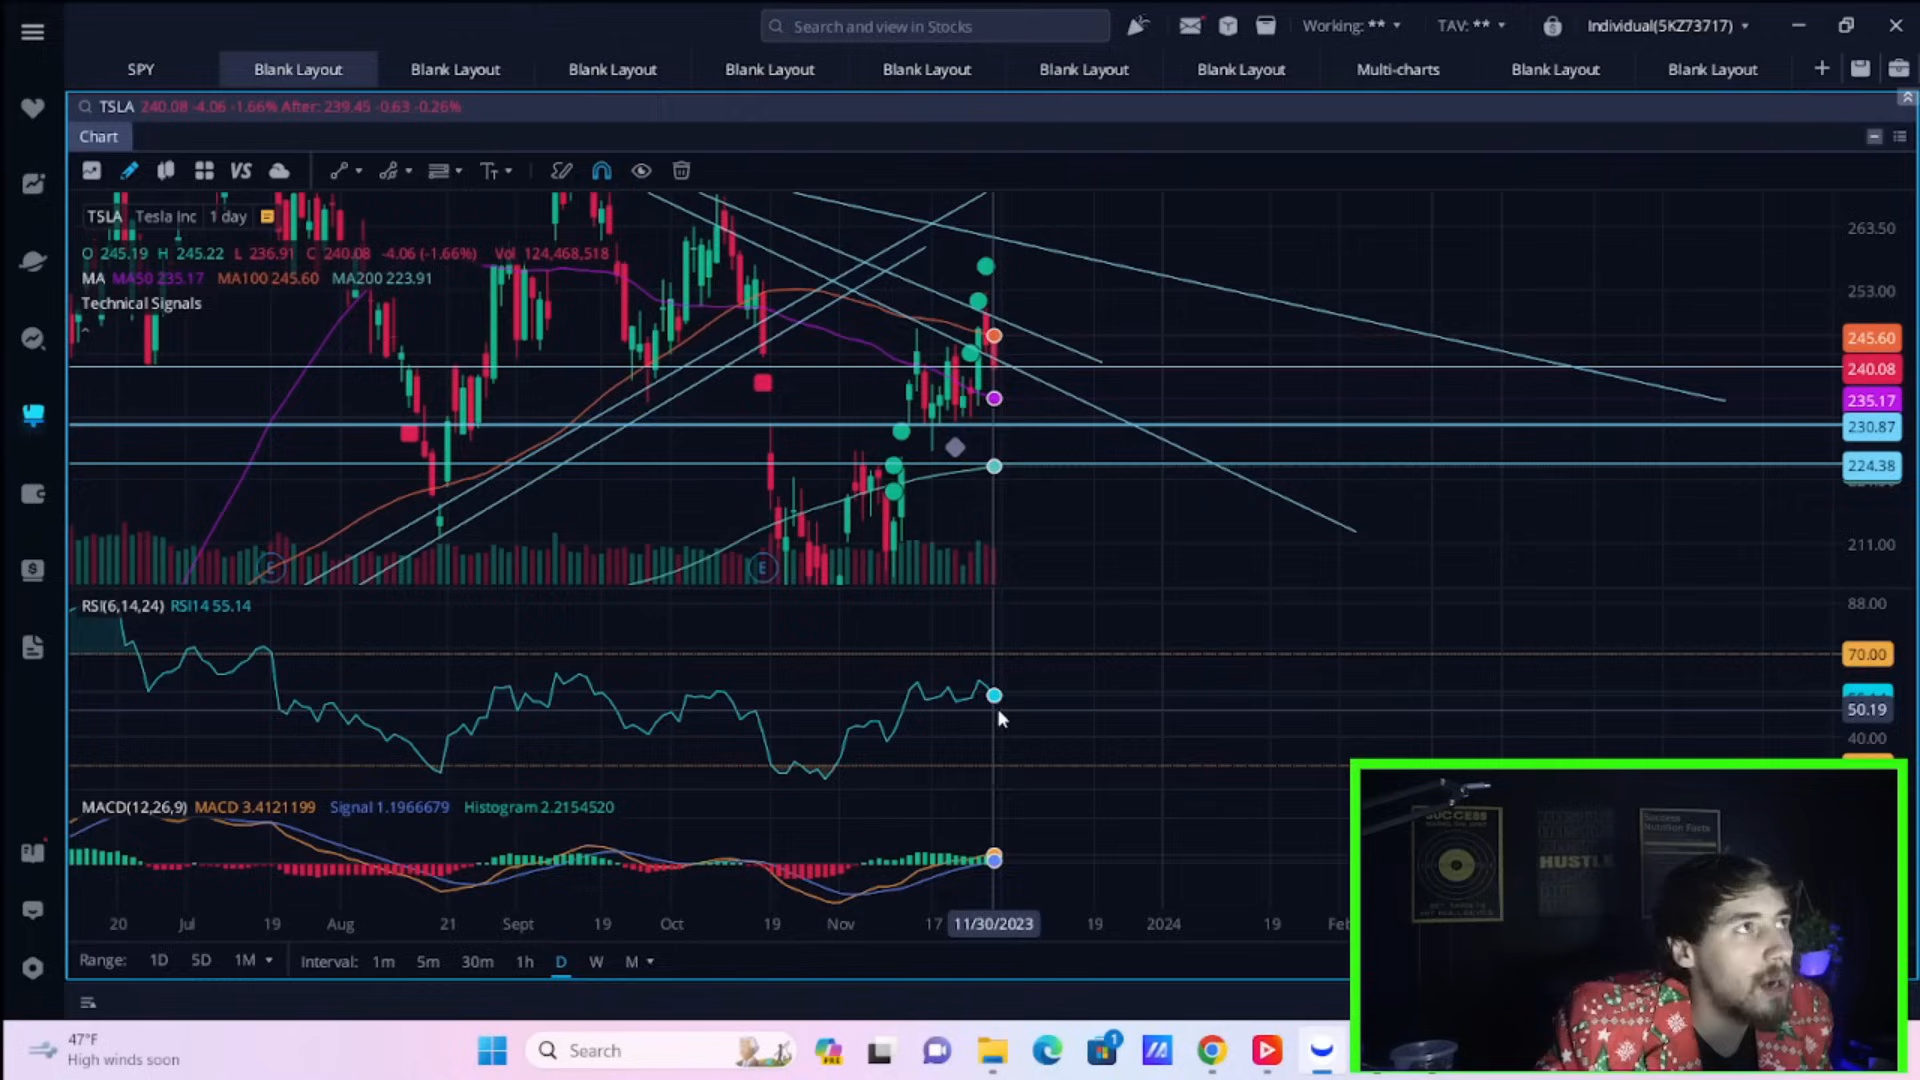 Search and view in Stocks
Working: **
TAV: **
Individual(5KZ73717)
SPY
Blank Layout
Blank Layout
Blank Layout
Blank Layout
Blank Layout
Blank Layout
Blank Layout
Multi-charts
Blank Layout
Blank Layout
TSLA 240.08 -4.06 -1.66% After: 239.45 -0.63 -0.26%
Chart
VS
TSLA Tesla Inc 1 day
O 245.19 H 245.22 L 236.91 C 240.08 -4.06 (-1.66%) Vol 124,468,518
MA MA50 235.17 MA100 245.60 MA200 223.91
Technical Signals
263.50
253.00
245.60
240.08
235.17
230.87
224.38
211.00
E
E
RSI(6,14,24) RSI14 55.14
88.00
70.00
50.19
40.00
MACD(12,26,9) MACD 3.4121199 Signal 1.1966679 Histogram 2.2154520
20 Jul 19 Aug 21 Sept 19 Oct 19 Nov 17 11/30/2023 19 2024 19 Feb
Range: 1D 5D 1M Interval: 1m 5m 30m 1h D W M
SUCCESS
HUSTLE
Success
Nutrition Facts
47°F
High winds soon
Search
PRE
1